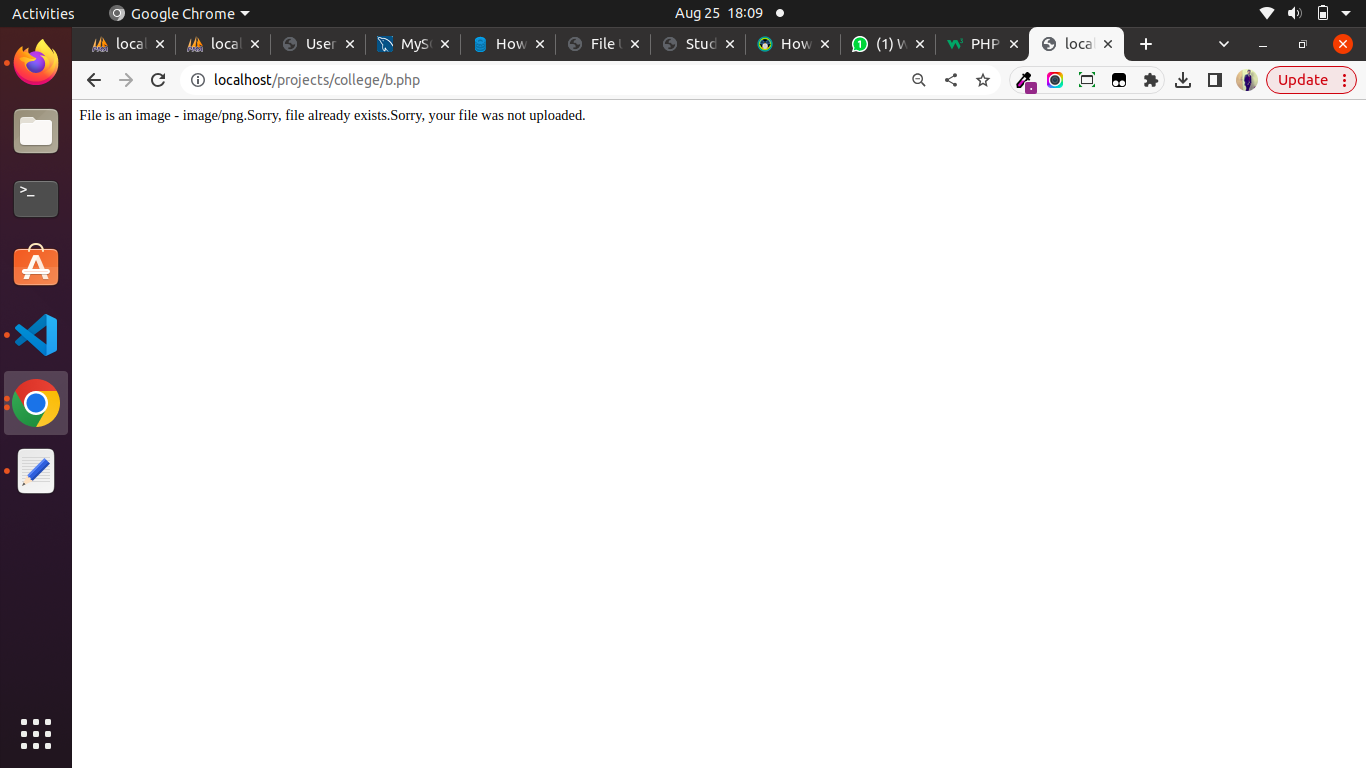 Activities Google Chrome Aug 25 18:09
local local User MySQ How File U Stud How (1) W PHP local
localhost/projects/college/b.php Update
File is an image - image/png.Sorry, file already exists.Sorry, your file was not uploaded.